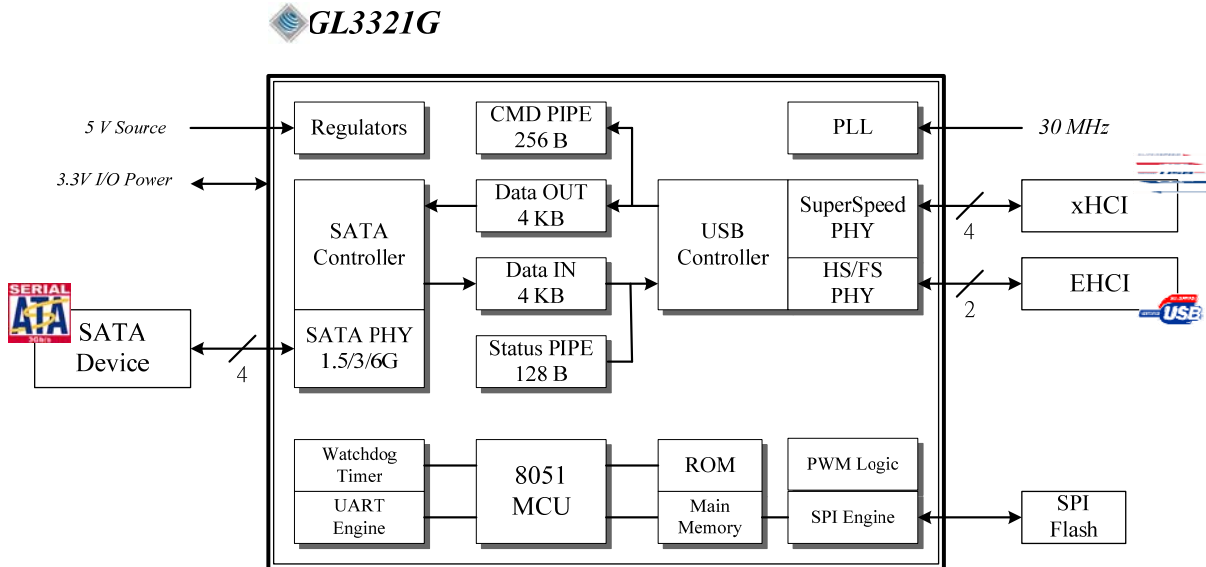 GL3321G
5 V Source
Regulators
CMD PIPE
256 B
PLL
30 MHz
3.3V I/O Power
SATA
Controller
Data OUT
4 KB
USB
Controller
SuperSpeed
PHY
4
xHCI
USB
Data IN
4 KB
HS/FS
PHY
2
EHCI
USB
SERIAL
ATA
3Gb/s
SATA
Device
4
SATA PHY
1.5/3/6G
Status PIPE
128 B
Watchdog
Timer
UART
Engine
8051
MCU
ROM
Main
Memory
PWM Logic
SPI Engine
SPI
Flash